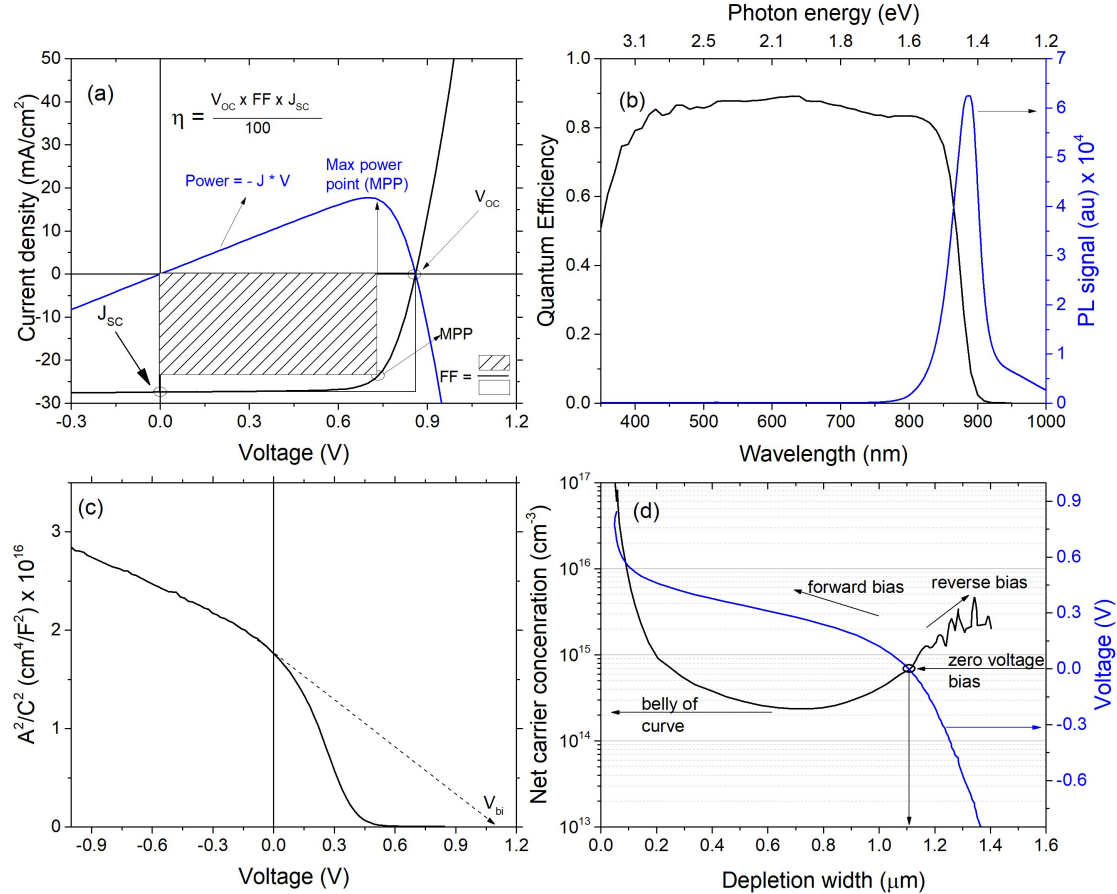 (a)
η = V_OC x FF x J_SC
100
Power = - J * V
Max power
point (MPP)
V_OC
J_SC
MPP
FF =
50
40
30
20
10
0
-10
-20
-30
-0.3 0.0 0.3 0.6 0.9 1.2
Current density (mA/cm²)
Voltage (V)
Photon energy (eV)
3.1 2.5 2.1 1.8 1.6 1.4 1.2
(b)
1.0
0.8
0.6
0.4
0.2
0.0
400 500 600 700 800 900 1000
Quantum Efficiency
Wavelength (nm)
7
6
5
4
3
2
1
0
PL signal (au) x 10⁴
(c)
3
2
1
0
-0.9 -0.6 -0.3 0.0 0.3 0.6 0.9 1.2
A²/C² (cm⁴/F²) x 10¹⁶
Voltage (V)
V_bi
(d)
10¹⁷
10¹⁶
10¹⁵
10¹⁴
10¹³
Net carrier concenration (cm⁻³)
forward bias
reverse bias
zero voltage
bias
belly of
curve
0.0 0.2 0.4 0.6 0.8 1.0 1.2 1.4 1.6
Depletion width (μm)
0.9
0.6
0.3
0.0
-0.3
-0.6
Voltage (V)